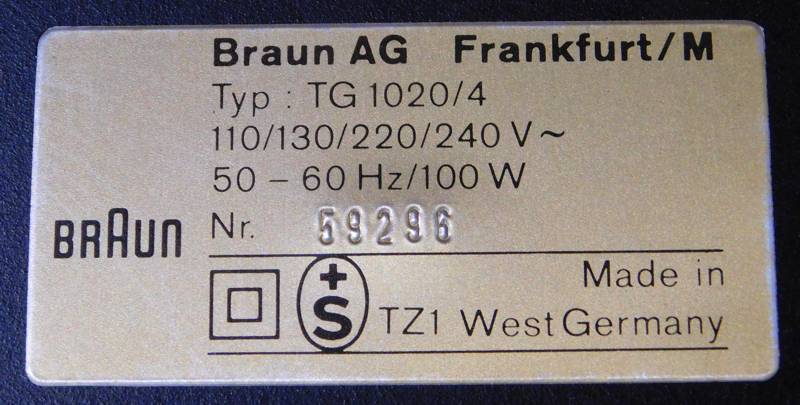 Braun AG Frankfurt/M
Typ : TG 1020/4
110/130/220/240 V~
50 – 60 Hz/100 W
BRAUN
Nr. 59296
Made in
+
S
TZ1 West Germany